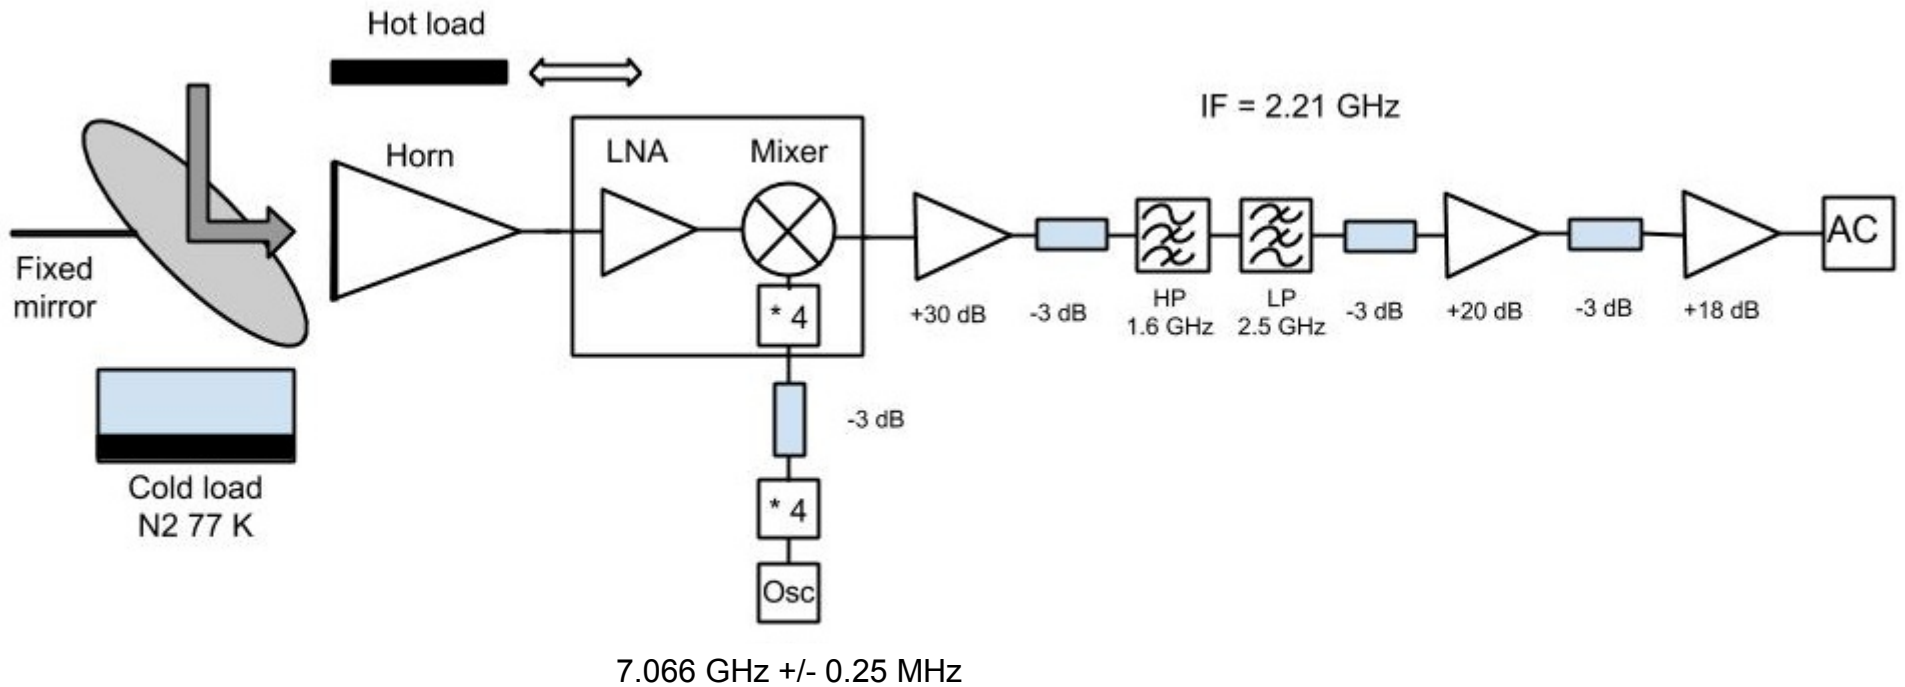 Hot load
IF = 2.21 GHz
Horn
LNA
Mixer
Fixed
mirror
* 4
AC
+30 dB
-3 dB
HP
1.6 GHz
LP
2.5 GHz
-3 dB
+20 dB
-3 dB
+18 dB
-3 dB
Cold load
N2 77 K
* 4
Osc
7.066 GHz +/- 0.25 MHz